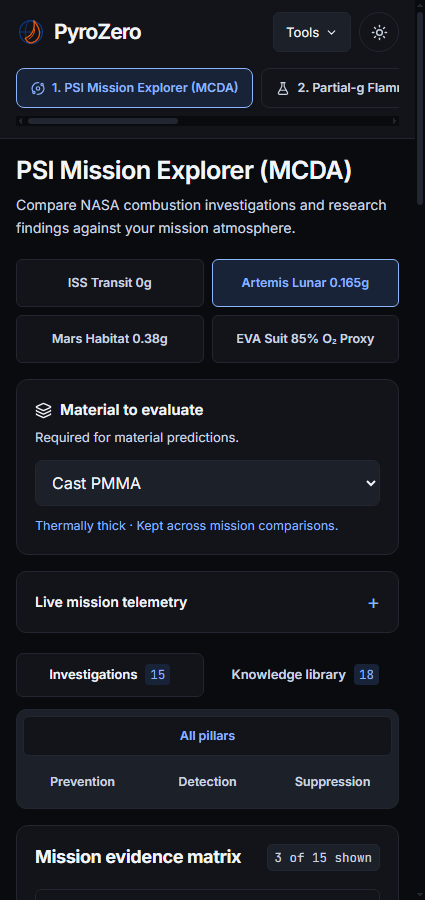 PyroZero
Tools
1. PSI Mission Explorer (MCDA)
2. Partial-g Flamm
PSI Mission Explorer (MCDA)
Compare NASA combustion investigations and research
findings against your mission atmosphere.
ISS Transit 0g
Artemis Lunar 0.165g
Mars Habitat 0.38g
EVA Suit 85% O₂ Proxy
Material to evaluate
Required for material predictions.
Cast PMMA
Thermally thick · Kept across mission comparisons.
Live mission telemetry
+
Investigations 15
Knowledge library 18
All pillars
Prevention
Detection
Suppression
Mission evidence matrix
3 of 15 shown